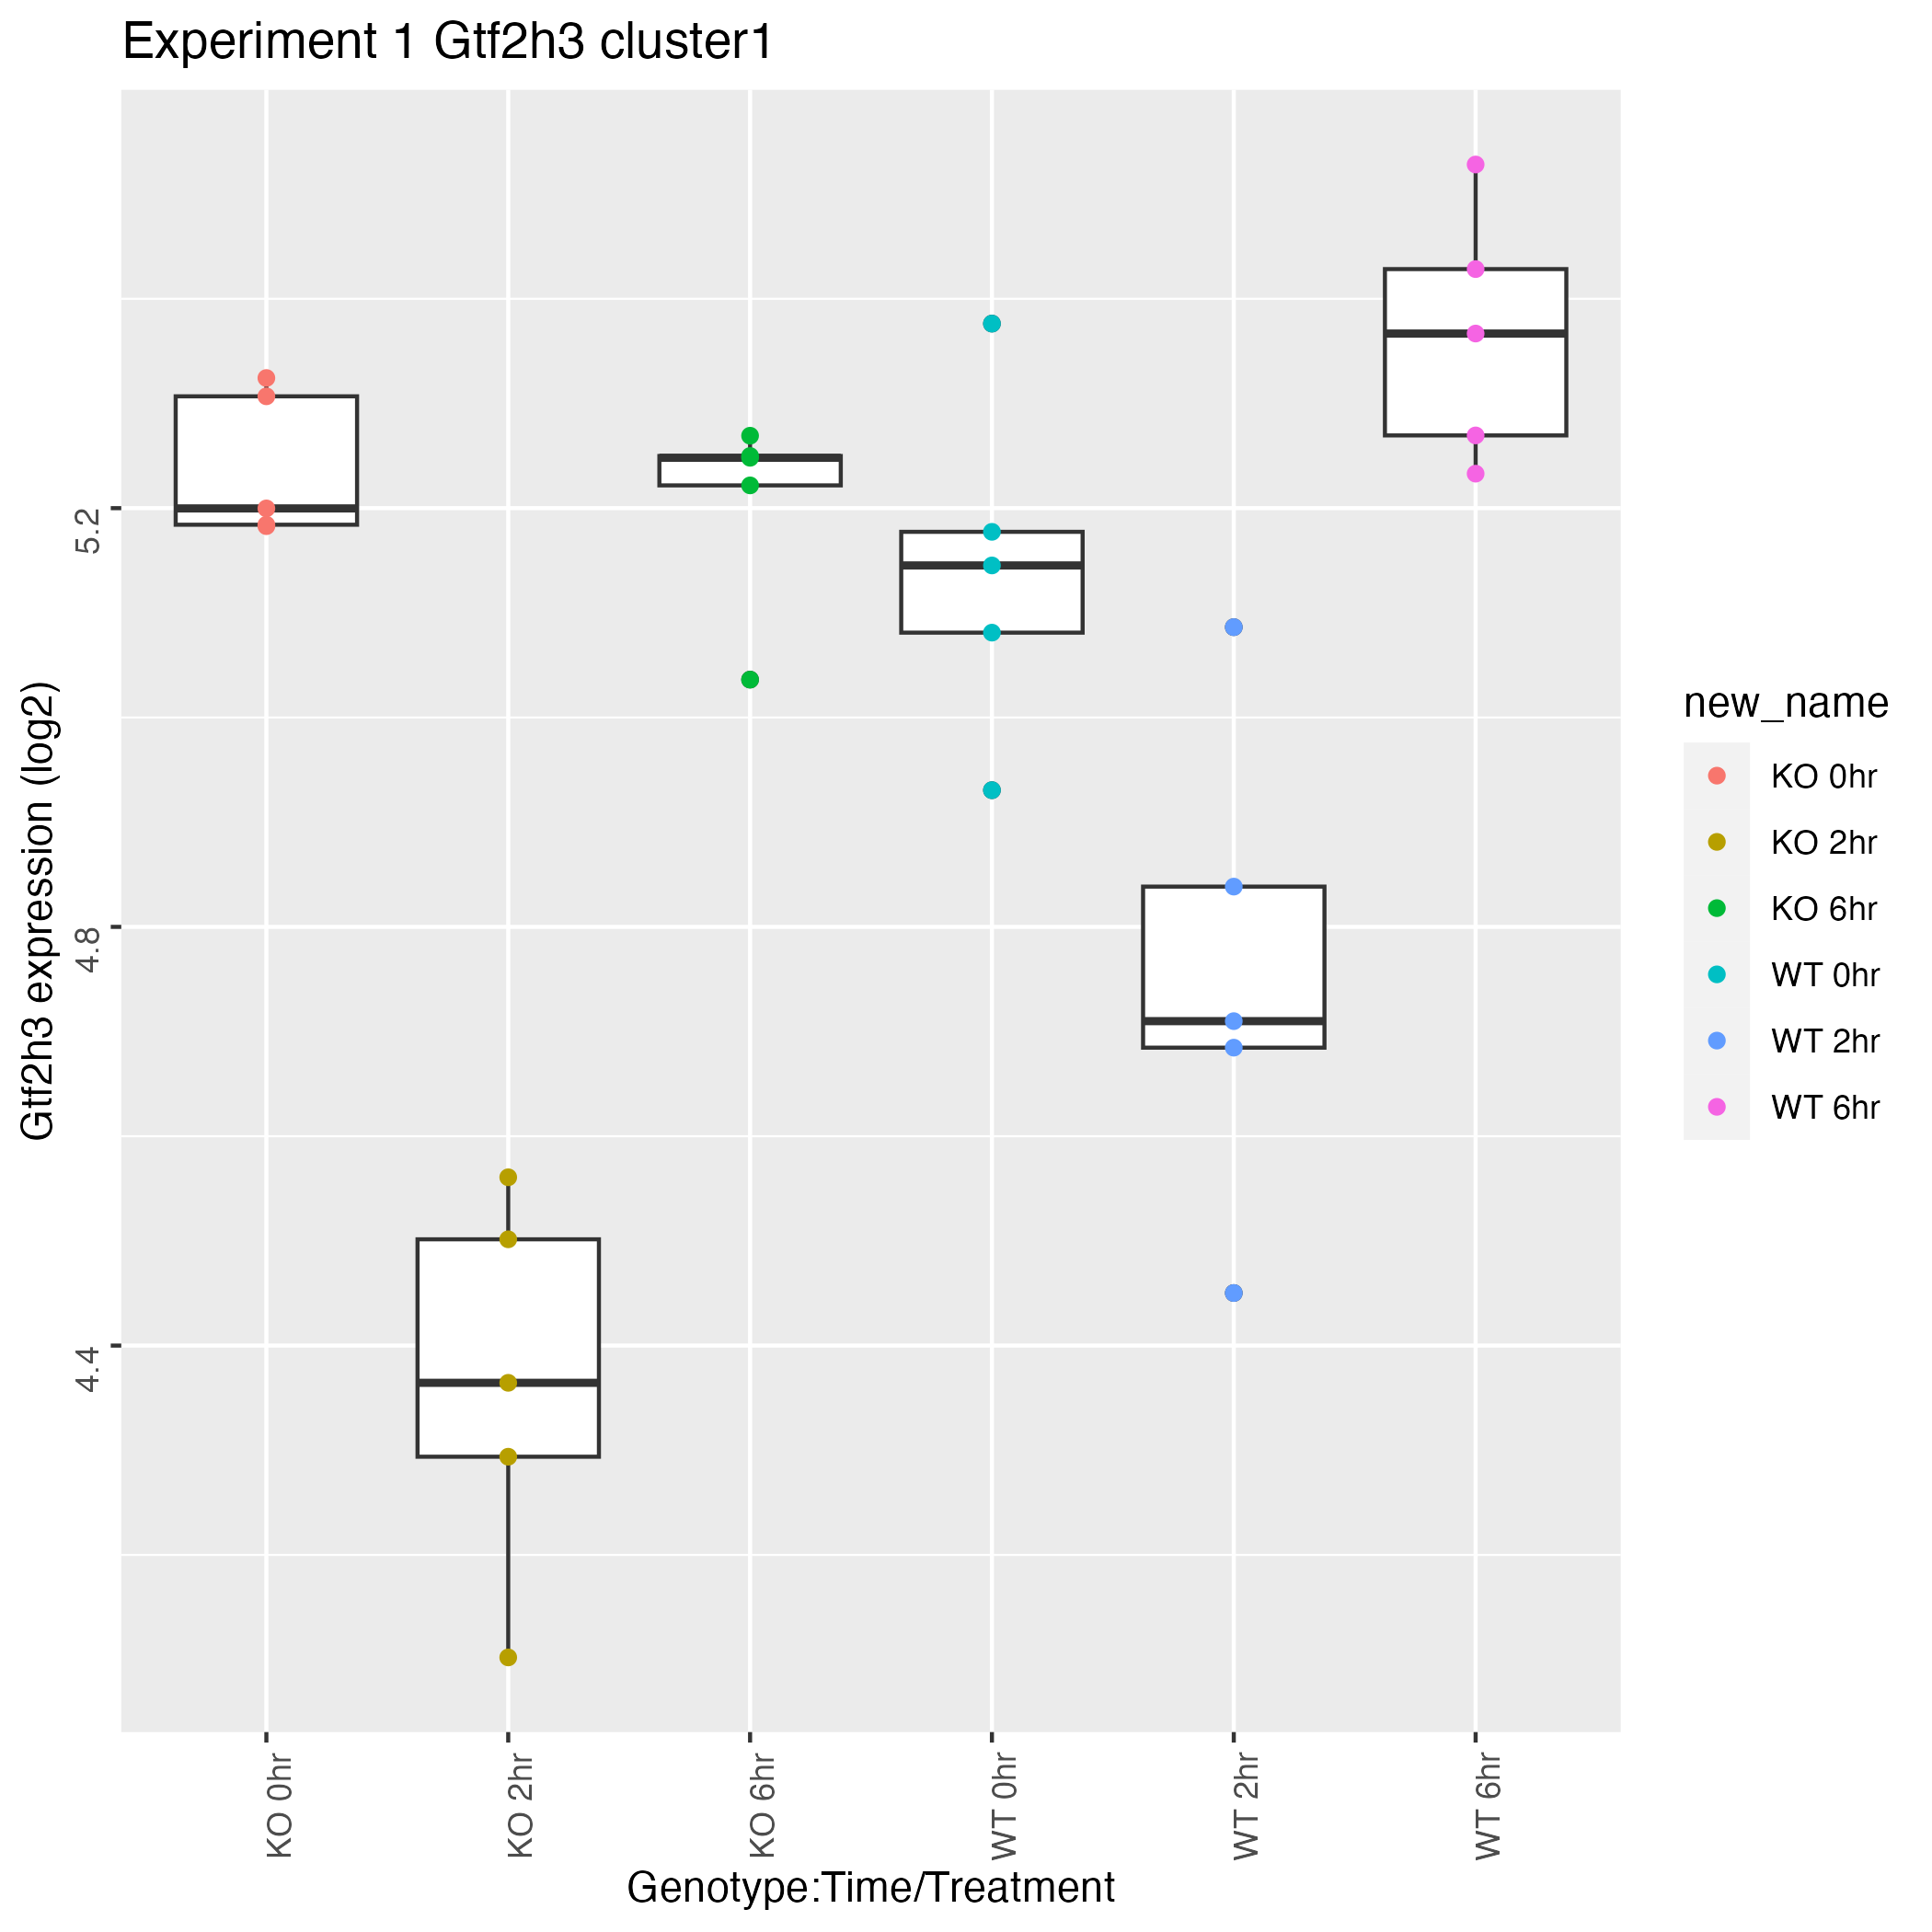 Experiment 1 Gtf2h3 cluster1
Gtf2h3 expression (log2)
5.2
4.8
4.4
KO 0hr
KO 2hr
KO 6hr
WT 0hr
WT 2hr
WT 6hr
Genotype:Time/Treatment
new_name
KO 0hr
KO 2hr
KO 6hr
WT 0hr
WT 2hr
WT 6hr